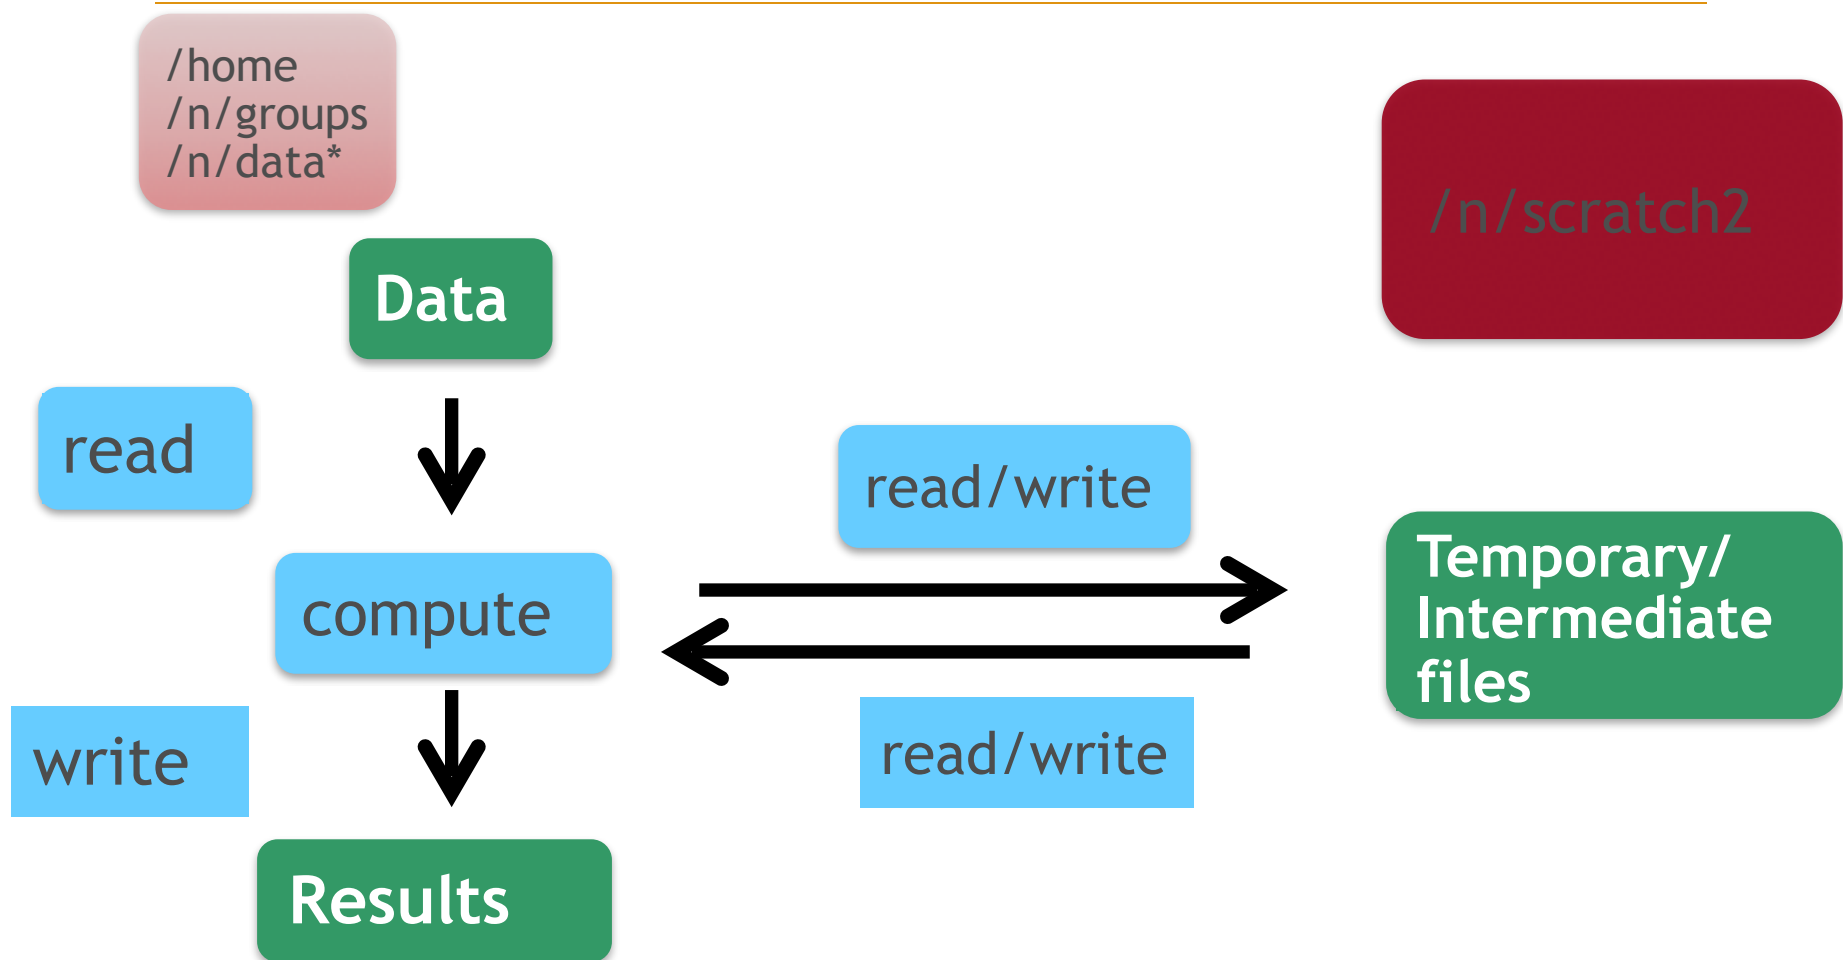 /home
/n/groups
/n/data*
/n/scratch2
Data
read
read/write
compute
Temporary/
Intermediate
files
write
read/write
Results